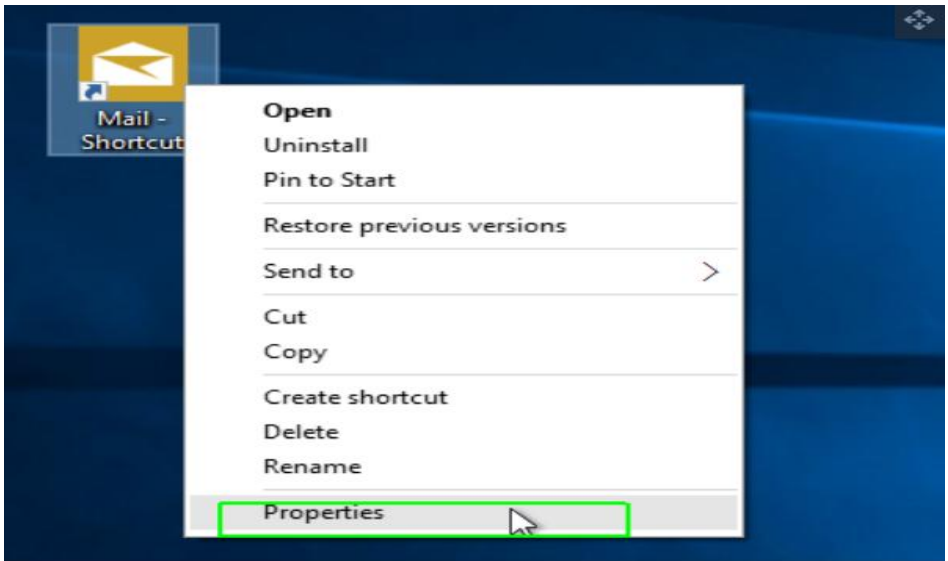 Mail -
Shortcut
Open
Uninstall
Pin to Start
Restore previous versions
Send to
Cut
Copy
Create shortcut
Delete
Rename
Properties